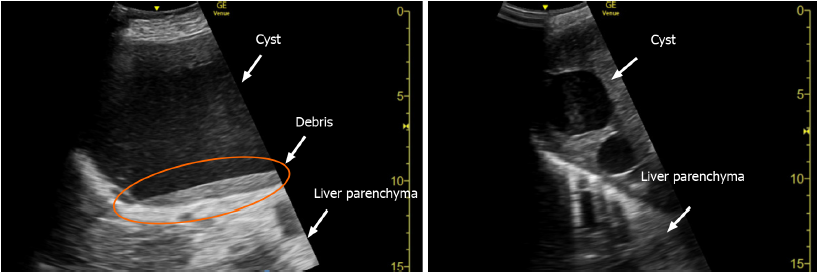 GE
Venue
0
Cyst
5
Debris
10
Liver parenchyma
15
GE
Venue
0
Cyst
5
Liver parenchyma
10
15